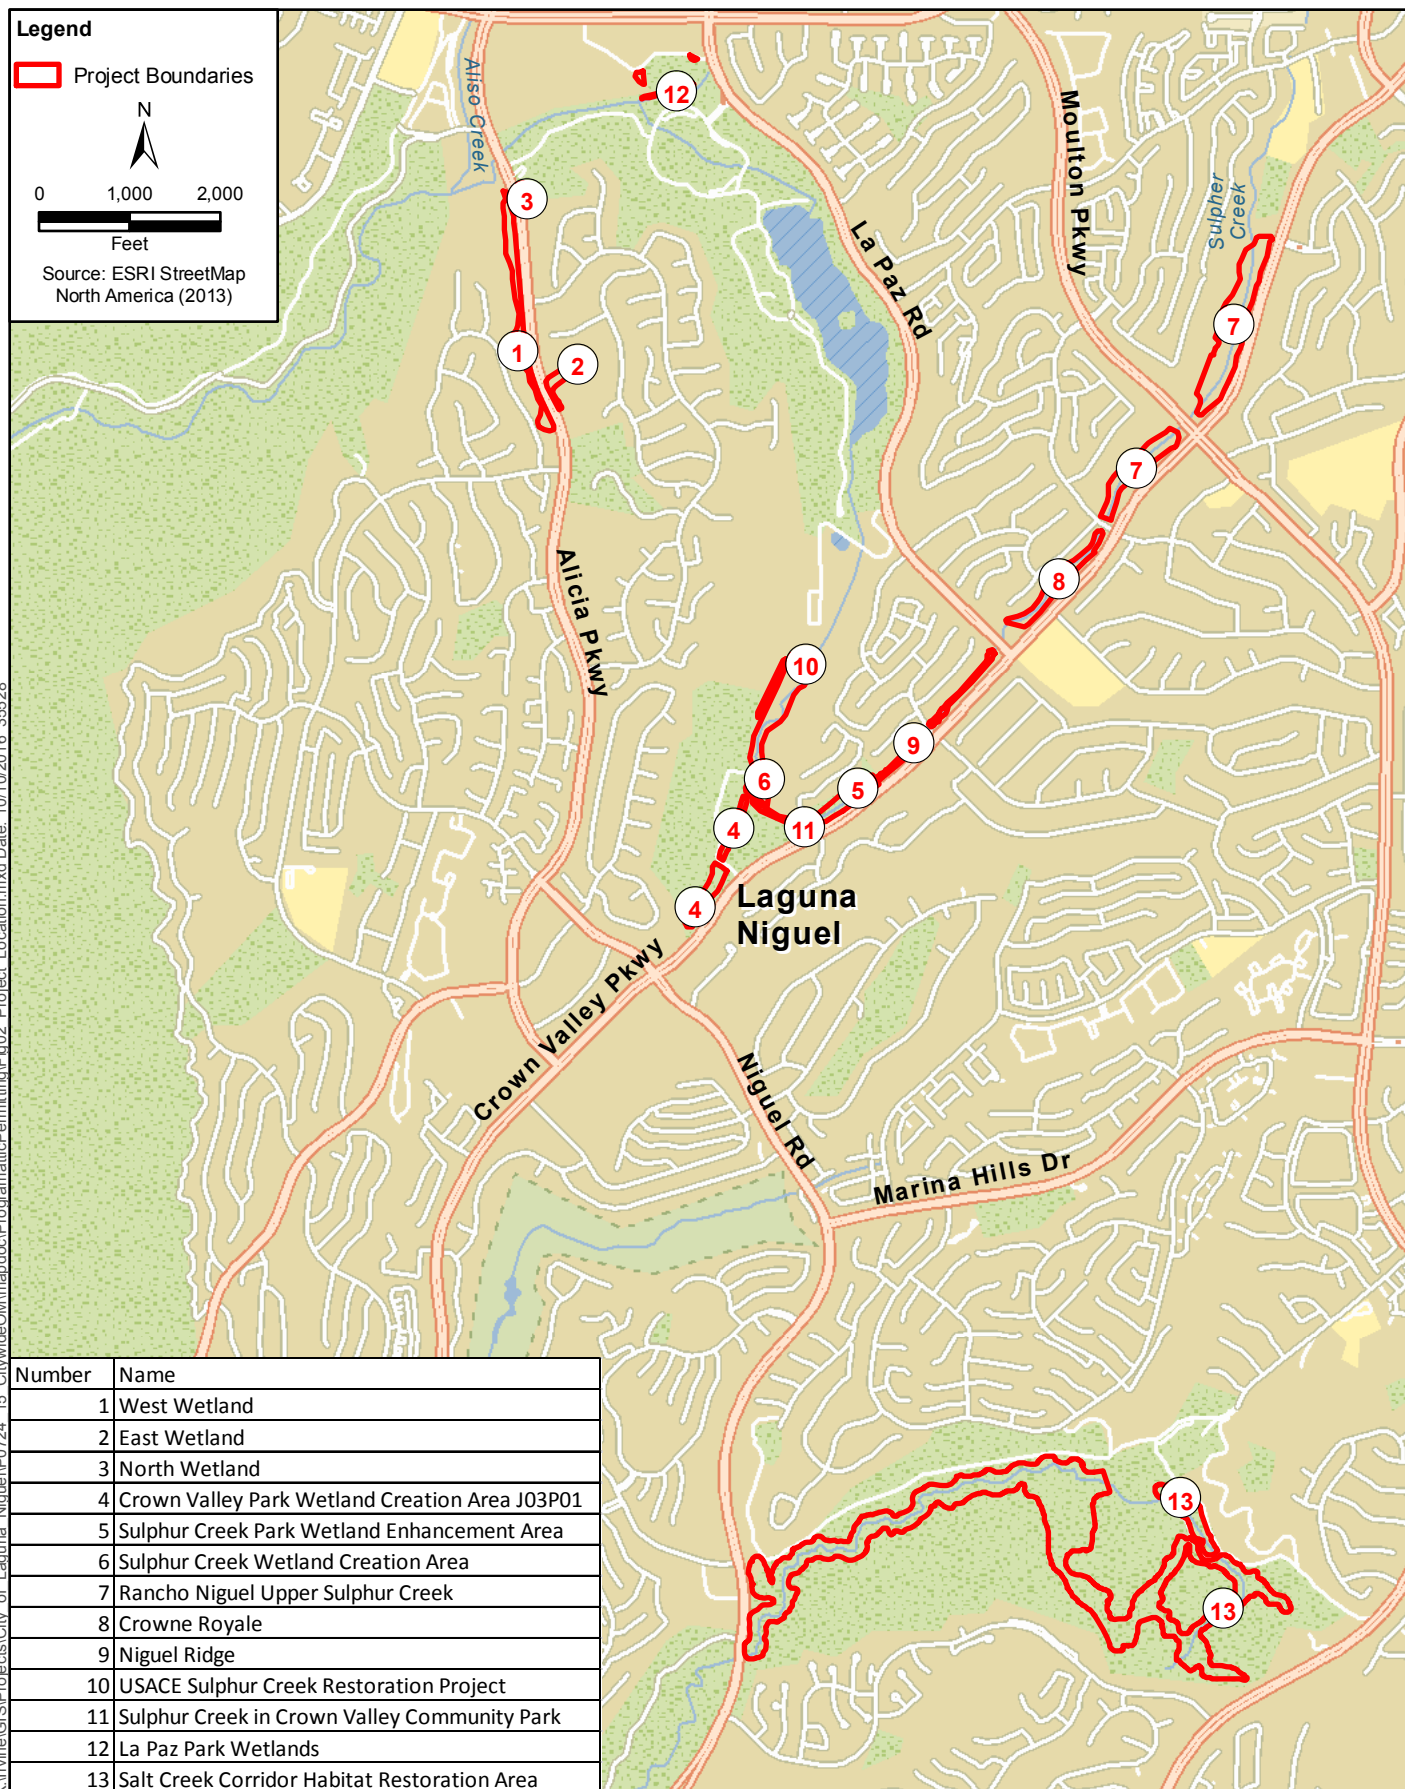 Legend
Project Boundaries
N
0 1,000 2,000
Feet
Source: ESRI StreetMap
North America (2013)
Aliso Creek
12
3
La Paz Rd
Moulton Pkwy
Sulpher
Creek
7
1
2
7
8
Alicia Pkwy
10
9
6
5
4
11
4
Laguna
Niguel
Crown Valley Pkwy
Niguel Rd
Marina Hills Dr
13
13
Number Name
1 West Wetland
2 East Wetland
3 North Wetland
4 Crown Valley Park Wetland Creation Area J03P01
5 Sulphur Creek Park Wetland Enhancement Area
6 Sulphur Creek Wetland Creation Area
7 Rancho Niguel Upper Sulphur Creek
8 Crowne Royale
9 Niguel Ridge
10 USACE Sulphur Creek Restoration Project
11 Sulphur Creek in Crown Valley Community Park
12 La Paz Park Wetlands
13 Salt Creek Corridor Habitat Restoration Area